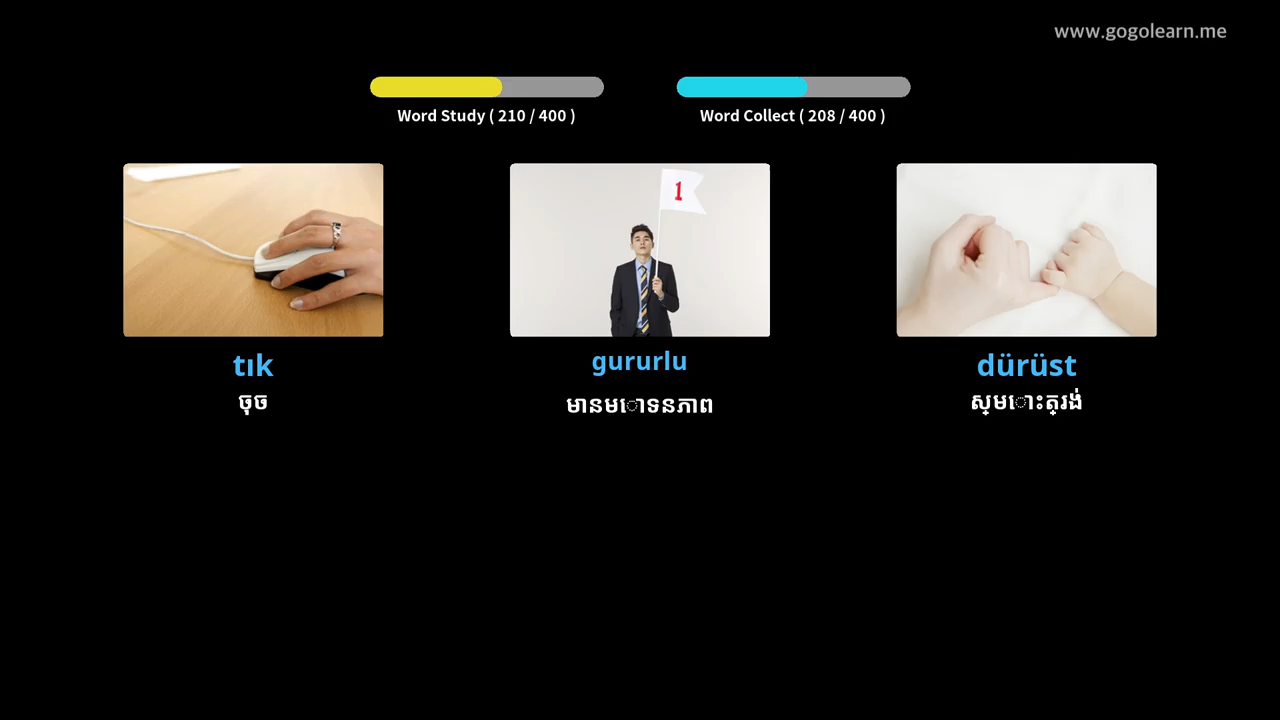 www.gogolearn.me
Word Study ( 210 / 400 )
Word Collect ( 208 / 400 )
1
tık
ចុច
gururlu
មានមោទនភាព
dürüst
ស្មោះត្រង់